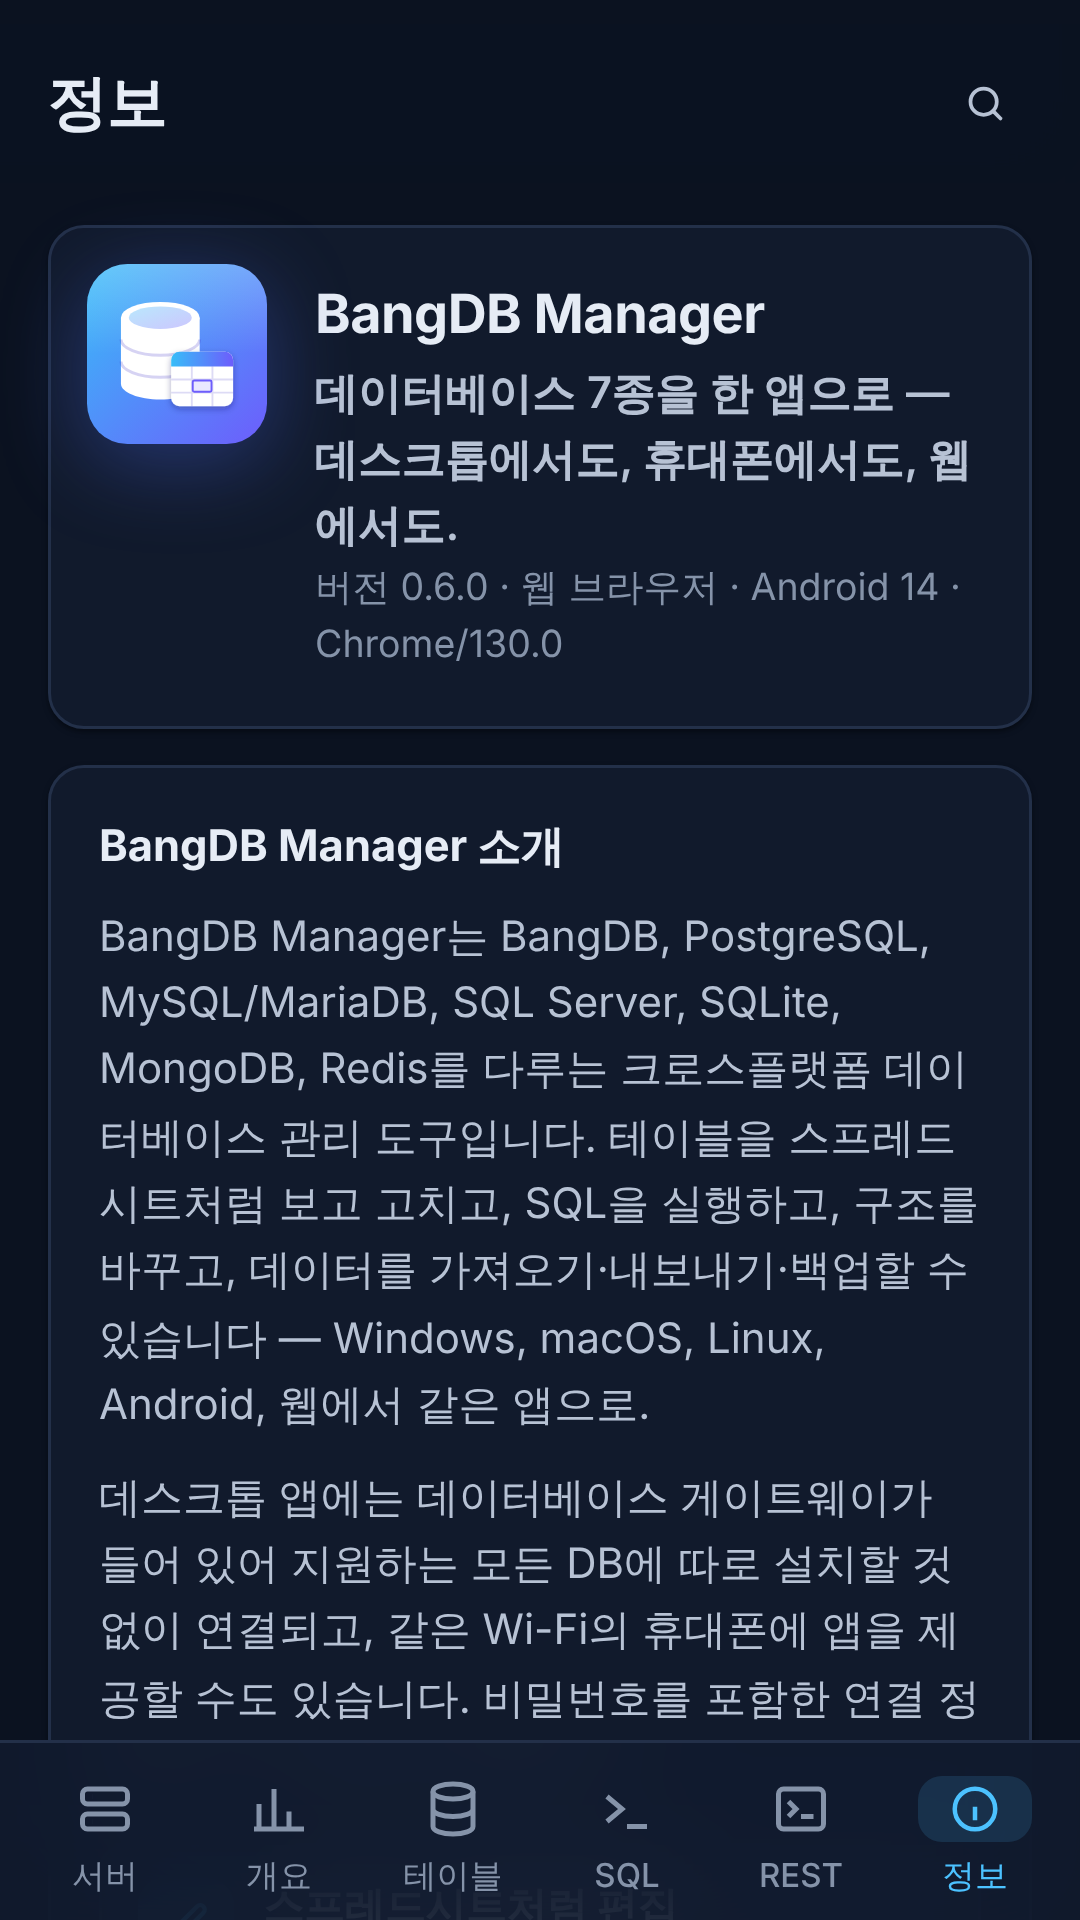 정보
BangDB Manager
데이터베이스 7종을 한 앱으로 —
데스크톱에서도, 휴대폰에서도, 웹
에서도.
버전 0.6.0 · 웹 브라우저 · Android 14 ·
Chrome/130.0
BangDB Manager 소개
BangDB Manager는 BangDB, PostgreSQL,
MySQL/MariaDB, SQL Server, SQLite,
MongoDB, Redis를 다루는 크로스플랫폼 데이
터베이스 관리 도구입니다. 테이블을 스프레드
시트처럼 보고 고치고, SQL을 실행하고, 구조를
바꾸고, 데이터를 가져오기·내보내기·백업할 수
있습니다 — Windows, macOS, Linux,
Android, 웹에서 같은 앱으로.
데스크톱 앱에는 데이터베이스 게이트웨이가
들어 있어 지원하는 모든 DB에 따로 설치할 것
없이 연결되고, 같은 Wi-Fi의 휴대폰에 앱을 제
공할 수도 있습니다. 비밀번호를 포함한 연결 정
서버 개요 테이블 SQL REST 정보
스프레드시트처럼 편집